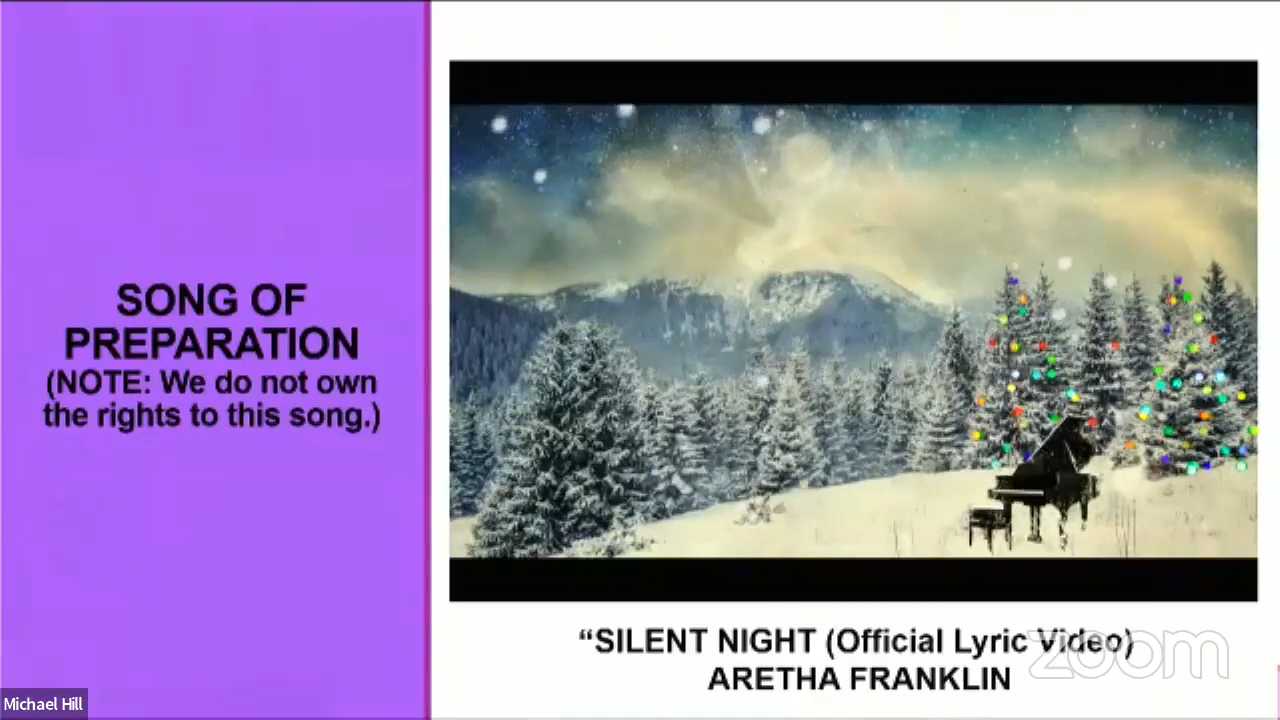 SONG OF
PREPARATION
(NOTE: We do not own
the rights to this song.)
“SILENT NIGHT (Official Lyric Video)
ARETHA FRANKLIN
zoom
Michael Hill